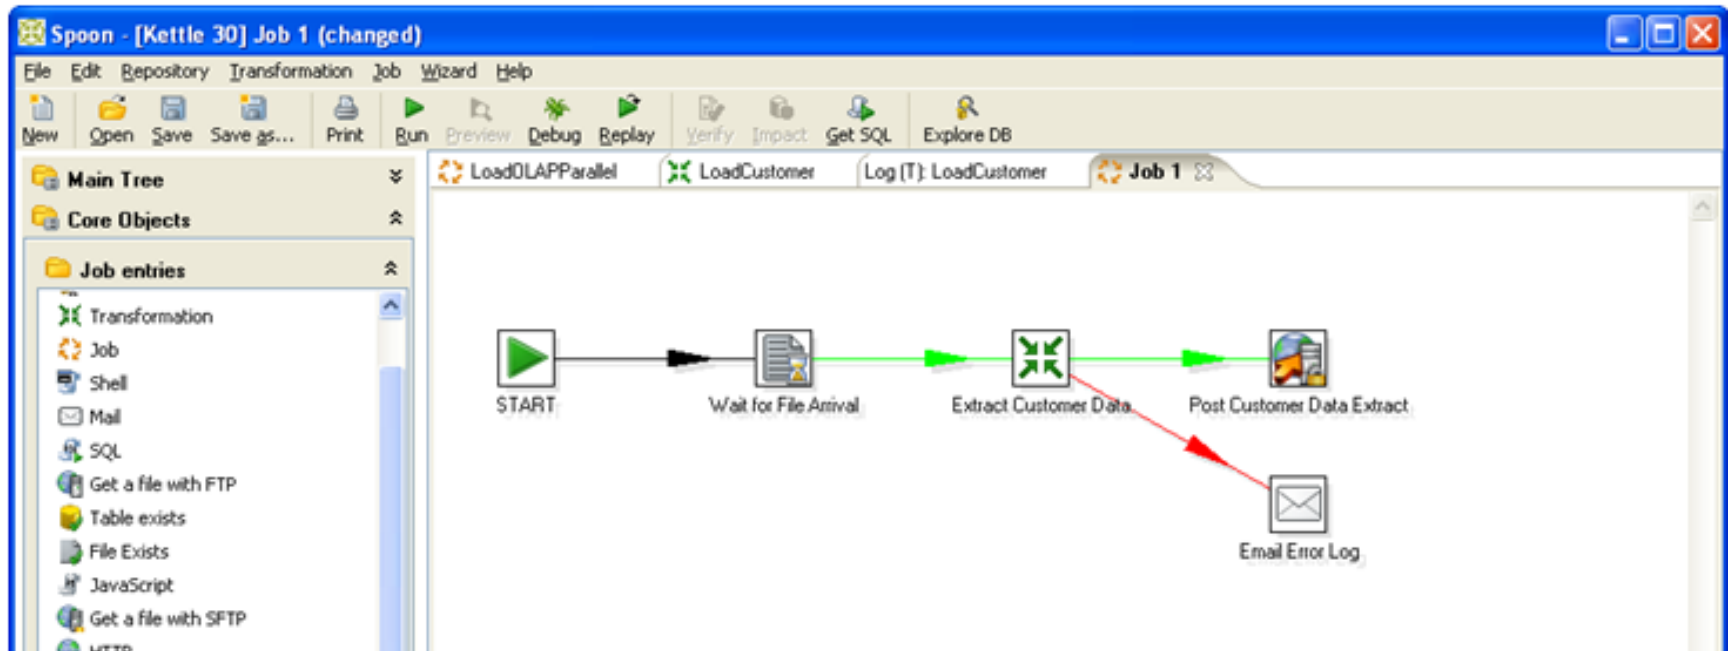 Spoon - [Kettle 30] Job 1 (changed)
File Edit Repository Transformation Job Wizard Help
New Open Save Save as... Print Run Preview Debug Replay Verify Impact Get SQL Explore DB
Main Tree
Core Objects
Job entries
Transformation
Job
Shell
Mail
SQL
Get a file with FTP
Table exists
File Exists
JavaScript
Get a file with SFTP
HTTP
LoadOLAPParallel LoadCustomer Log (T): LoadCustomer Job 1
START Wait for File Arrival Extract Customer Data Post Customer Data Extract
Email Error Log